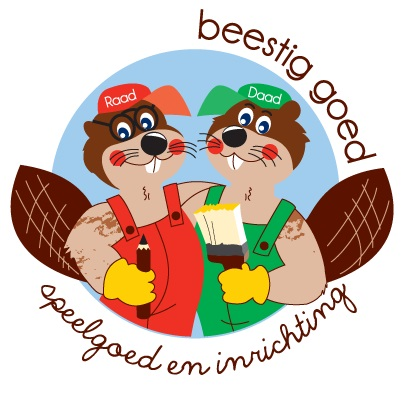 beestig goed
Raad
Daad
speelgoed en inrichting